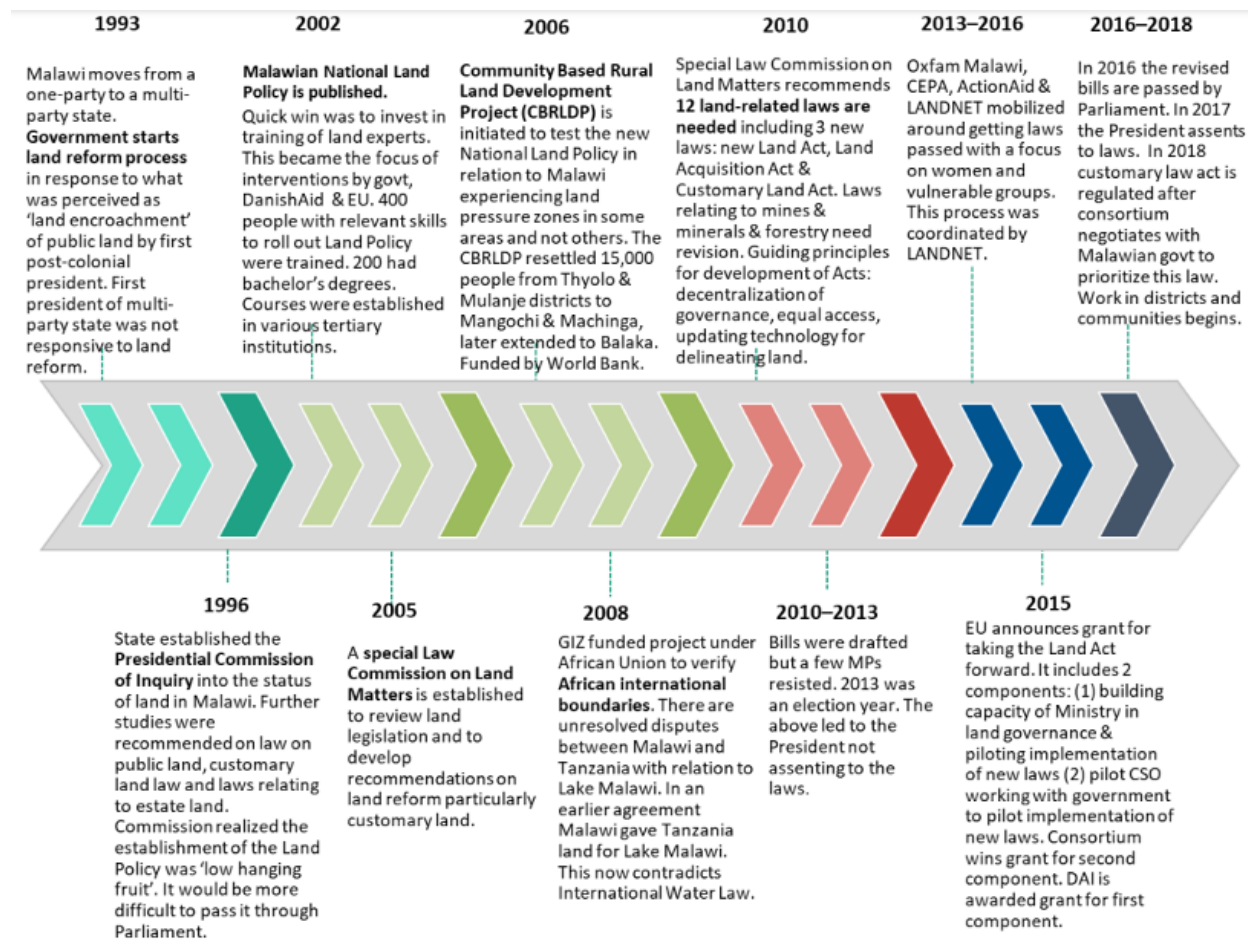 1993
Malawi moves from a
one-party to a multi-
party state.
Government starts
land reform process
in response to what
was perceived as
‘land encroachment’
of public land by first
post-colonial
president. First
president of multi-
party state was not
responsive to land
reform.
2002
Malawian National Land
Policy is published.
Quick win was to invest in
training of land experts.
This became the focus of
interventions by govt,
DanishAid & EU. 400
people with relevant skills
to roll out Land Policy
were trained. 200 had
bachelor’s degrees.
Courses were established
in various tertiary
institutions.
2006
Community Based Rural
Land Development
Project (CBRLDP) is
initiated to test the new
National Land Policy in
relation to Malawi
experiencing land
pressure zones in some
areas and not others. The
CBRLDP resettled 15,000
people from Thyolo &
Mulanje districts to
Mangochi & Machinga,
later extended to Balaka.
Funded by World Bank.
2010
Special Law Commission on
Land Matters recommends
12 land-related laws are
needed including 3 new
laws: new Land Act, Land
Acquisition Act &
Customary Land Act. Laws
relating to mines &
minerals & forestry need
revision. Guiding principles
for development of Acts:
decentralization of
governance, equal access,
updating technology for
delineating land.
2013–2016
Oxfam Malawi,
CEPA, ActionAid &
LANDNET mobilized
around getting laws
passed with a focus
on women and
vulnerable groups.
This process was
coordinated by
LANDNET.
2016–2018
In 2016 the revised
bills are passed by
Parliament. In 2017
the President assents
to laws. In 2018
customary law act is
regulated after
consortium
negotiates with
Malawian govt to
prioritize this law.
Work in districts and
communities begins.
1996
State established the
Presidential Commission
of Inquiry into the status
of land in Malawi. Further
studies were
recommended on law on
public land, customary
land law and laws relating
to estate land.
Commission realized the
establishment of the Land
Policy was ‘low hanging
fruit’. It would be more
difficult to pass it through
Parliament.
2005
A special Law
Commission on Land
Matters is established
to review land
legislation and to
develop
recommendations on
land reform particularly
customary land.
2008
GIZ funded project under
African Union to verify
African international
boundaries. There are
unresolved disputes
between Malawi and
Tanzania with relation to
Lake Malawi. In an
earlier agreement
Malawi gave Tanzania
land for Lake Malawi.
This now contradicts
International Water Law.
2010–2013
Bills were drafted
but a few MPs
resisted. 2013 was
an election year. The
above led to the
President not
assenting to the
laws.
2015
EU announces grant for
taking the Land Act
forward. It includes 2
components: (1) building
capacity of Ministry in
land governance &
piloting implementation
of new laws (2) pilot CSO
working with government
to pilot implementation of
new laws. Consortium
wins grant for second
component. DAI is
awarded grant for first
component.